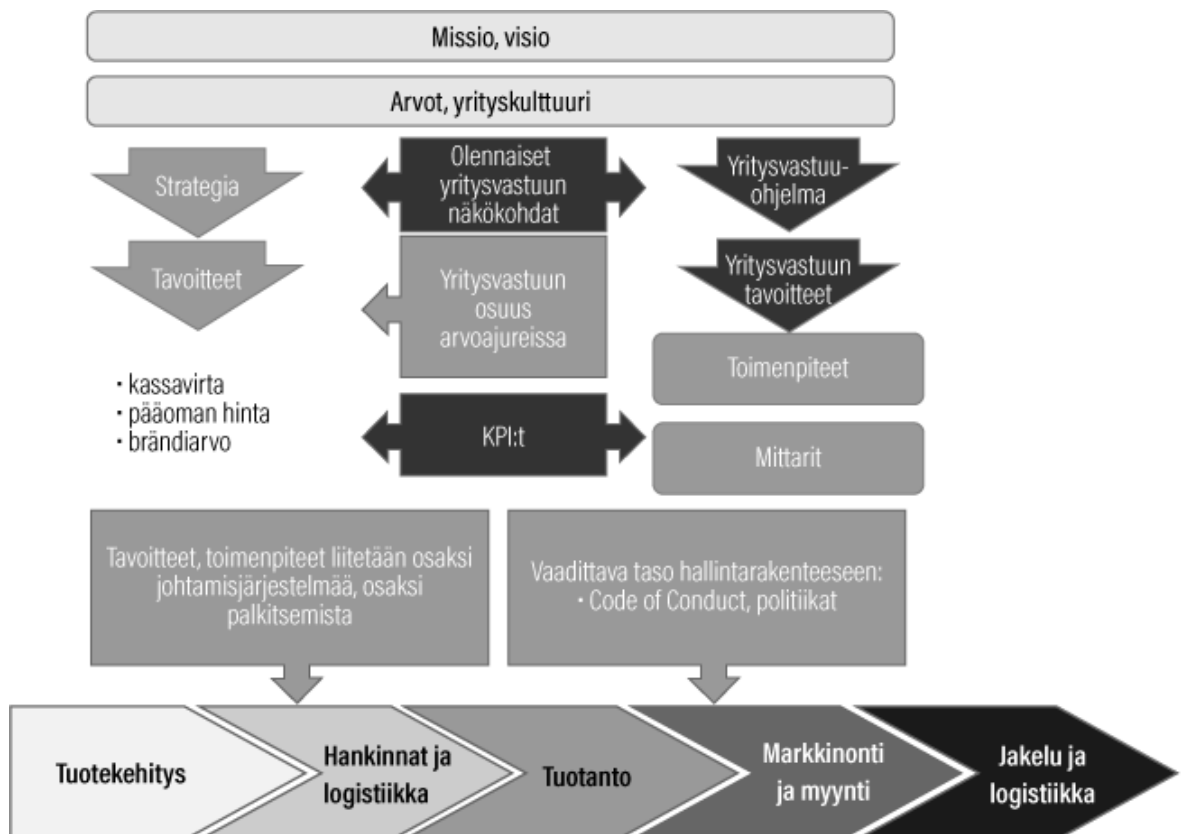 Missio, visio
Arvot, yrityskulttuuri
Strategia
Olennaiset
yritysvastuun
näkökohdat
Yritysvastuu-
ohjelma
Tavoitteet
Yritysvastuun
osuus
arvoajureissa
Yritysvastuun
tavoitteet
Toimenpiteet
• kassavirta
• pääoman hinta
• brändiarvo
KPI:t
Mittarit
Tavoitteet, toimenpiteet liitetään osaksi
johtamisjärjestelmää, osaksi
palkitsemista
Vaadittava taso hallintarakenteeseen:
• Code of Conduct, politiikat
Tuotekehitys
Hankinnat ja
logistiikka
Tuotanto
Markkinonti
ja myynti
Jakelu ja
logistiikka